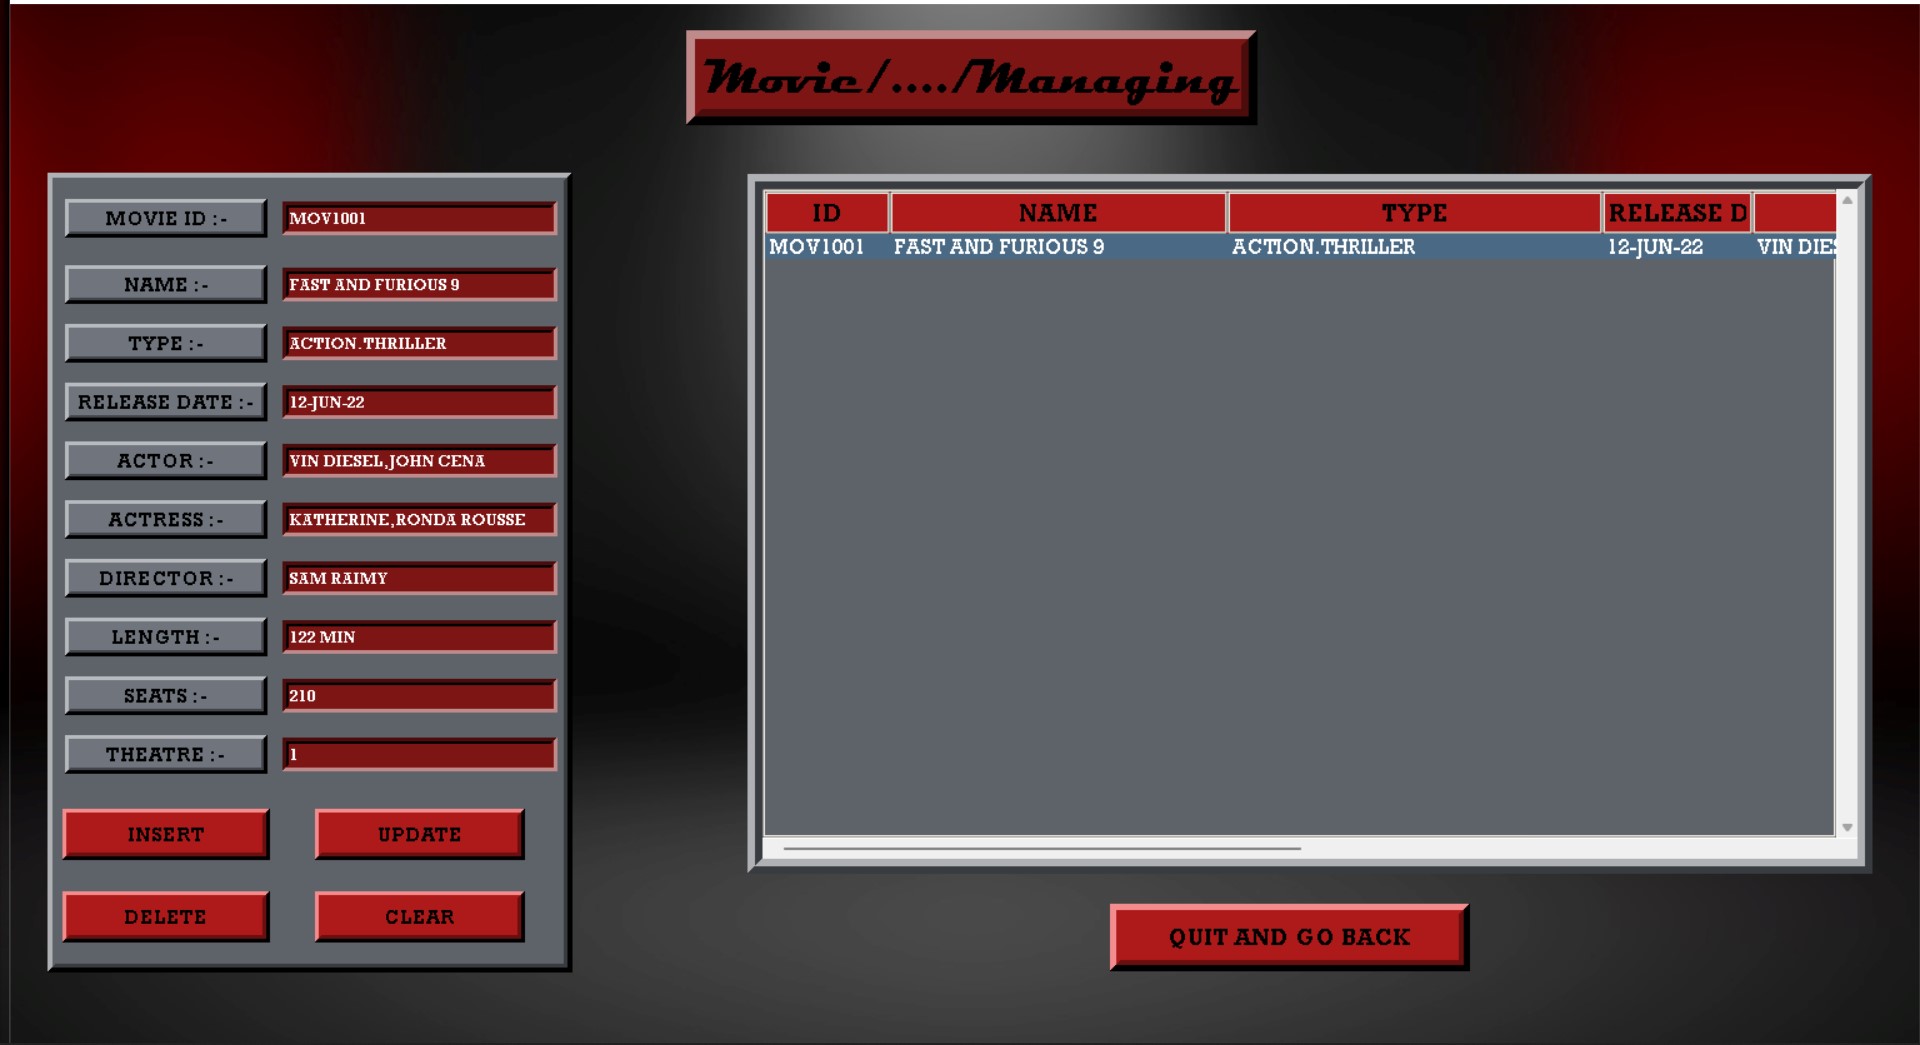 Movie/..../Managing
MOVIE ID :- MOV1001
NAME :- FAST AND FURIOUS 9
TYPE :- ACTION.THRILLER
RELEASE DATE :- 12-JUN-22
ACTOR :- VIN DIESEL,JOHN CENA
ACTRESS :- KATHERINE,RONDA ROUSSE
DIRECTOR :- SAM RAIMY
LENGTH :- 122 MIN
SEATS :- 210
THEATRE :- 1
INSERT UPDATE
DELETE CLEAR
ID NAME TYPE RELEASE D
MOV1001 FAST AND FURIOUS 9 ACTION.THRILLER 12-JUN-22 VIN DIES
QUIT AND GO BACK